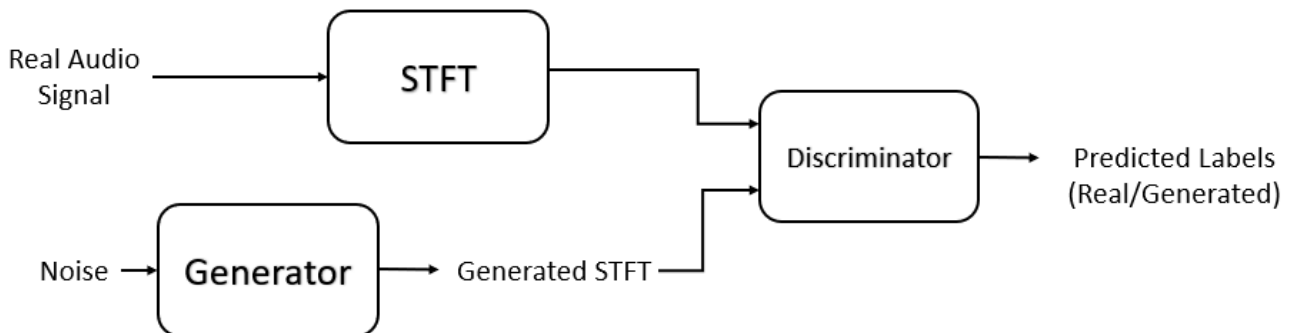 Real Audio
Signal
STFT
Discriminator
Predicted Labels
(Real/Generated)
Noise
Generator
Generated STFT